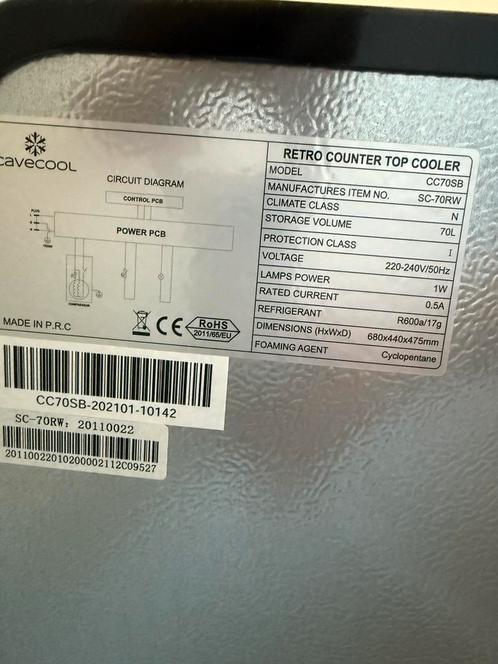 cavecool
CIRCUIT DIAGRAM
CONTROL PCB
POWER PCB
PLUG
COMPRESSOR
MADE IN P.R.C
CE
RoHS
2011/65/EU
RETRO COUNTER TOP COOLER
MODEL CC70SB
MANUFACTURES ITEM NO. SC-70RW
CLIMATE CLASS N
STORAGE VOLUME 70L
PROTECTION CLASS I
VOLTAGE 220-240V/50Hz
LAMPS POWER 1W
RATED CURRENT 0.5A
REFRIGERANT R600a/17g
DIMENSIONS (HxWxD) 680x440x475mm
FOAMING AGENT Cyclopentane
CC70SB-202101-10142
SC-70RW: 20110022
20110022010200002112C09527